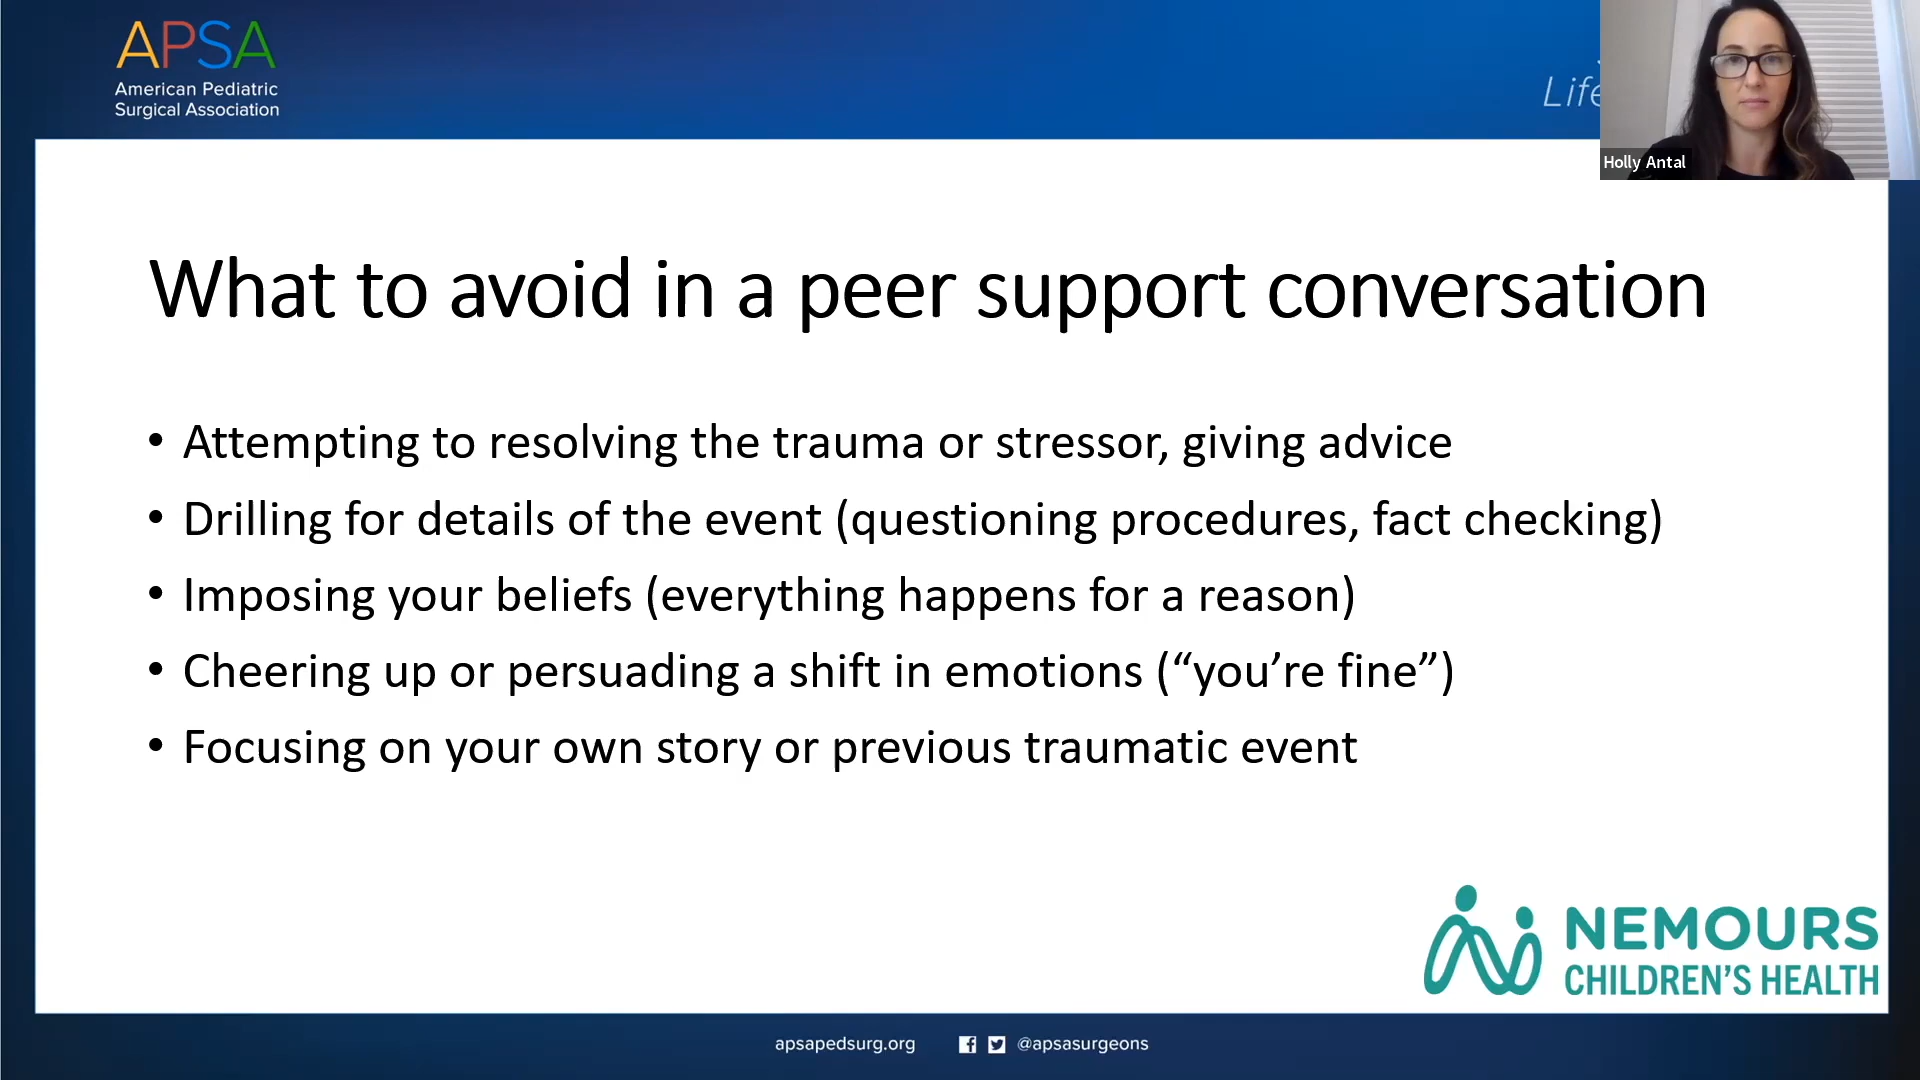 APSA
American Pediatric
Surgical Association
Life
Holly Antal
What to avoid in a peer support conversation
• Attempting to resolving the trauma or stressor, giving advice
• Drilling for details of the event (questioning procedures, fact checking)
• Imposing your beliefs (everything happens for a reason)
• Cheering up or persuading a shift in emotions (“you’re fine”)
• Focusing on your own story or previous traumatic event
NEMOURS
CHILDREN’S HEALTH
apsapedsurg.org @apsasurgeons